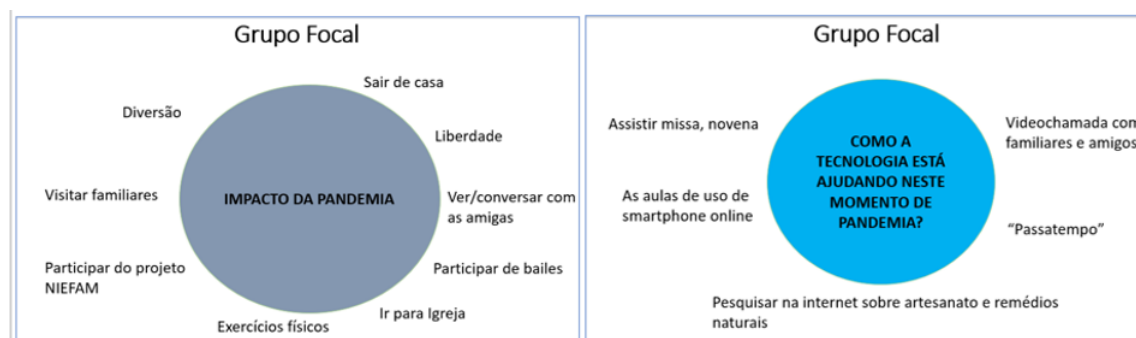 Grupo Focal
Sair de casa
Diversão
Liberdade
Visitar familiares
IMPACTO DA PANDEMIA
Ver/conversar com
as amigas
Participar do projeto
NIEFAM
Participar de bailes
Ir para Igreja
Exercícios físicos
Grupo Focal
Assistir missa, novena
Videochamada com
familiares e amigos
COMO A
TECNOLOGIA ESTÁ
AJUDANDO NESTE
MOMENTO DE
PANDEMIA?
As aulas de uso de
smartphone online
“Passatempo”
Pesquisar na internet sobre artesanato e remédios
naturais